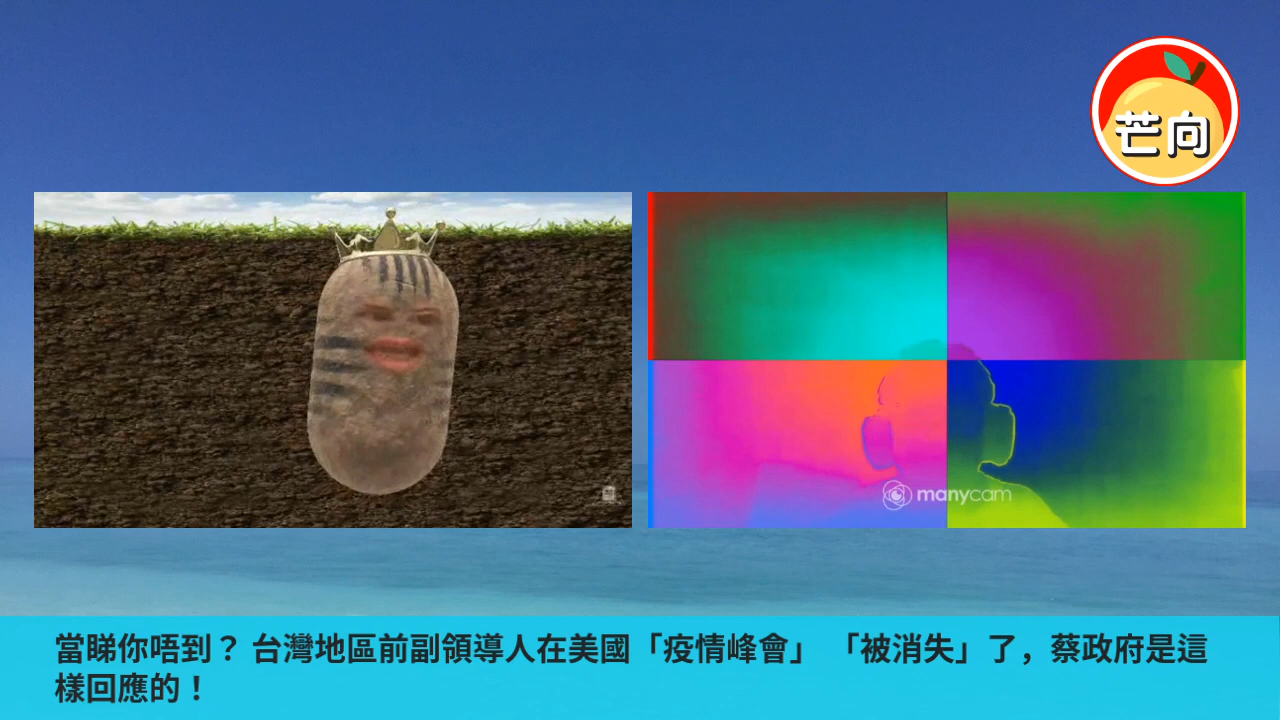 芒向
manycam
當睇你唔到？ 台灣地區前副領導人在美國「疫情峰會」 「被消失」了，蔡政府是這
樣回應的！